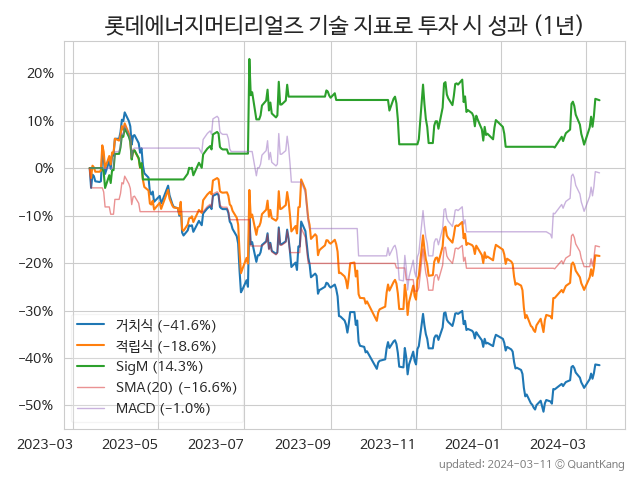 롯데에너지머티리얼즈 기술 지표로 투자 시 성과 (1년)
20%
10%
0%
−10%
−20%
−30%
−40%
−50%
거치식 (−41.6%)
적립식 (−18.6%)
SigM (14.3%)
SMA(20) (−16.6%)
MACD (−1.0%)
2023−03 2023−05 2023−07 2023−09 2023−11 2024−01 2024−03
updated: 2024−03−11 © QuantKang